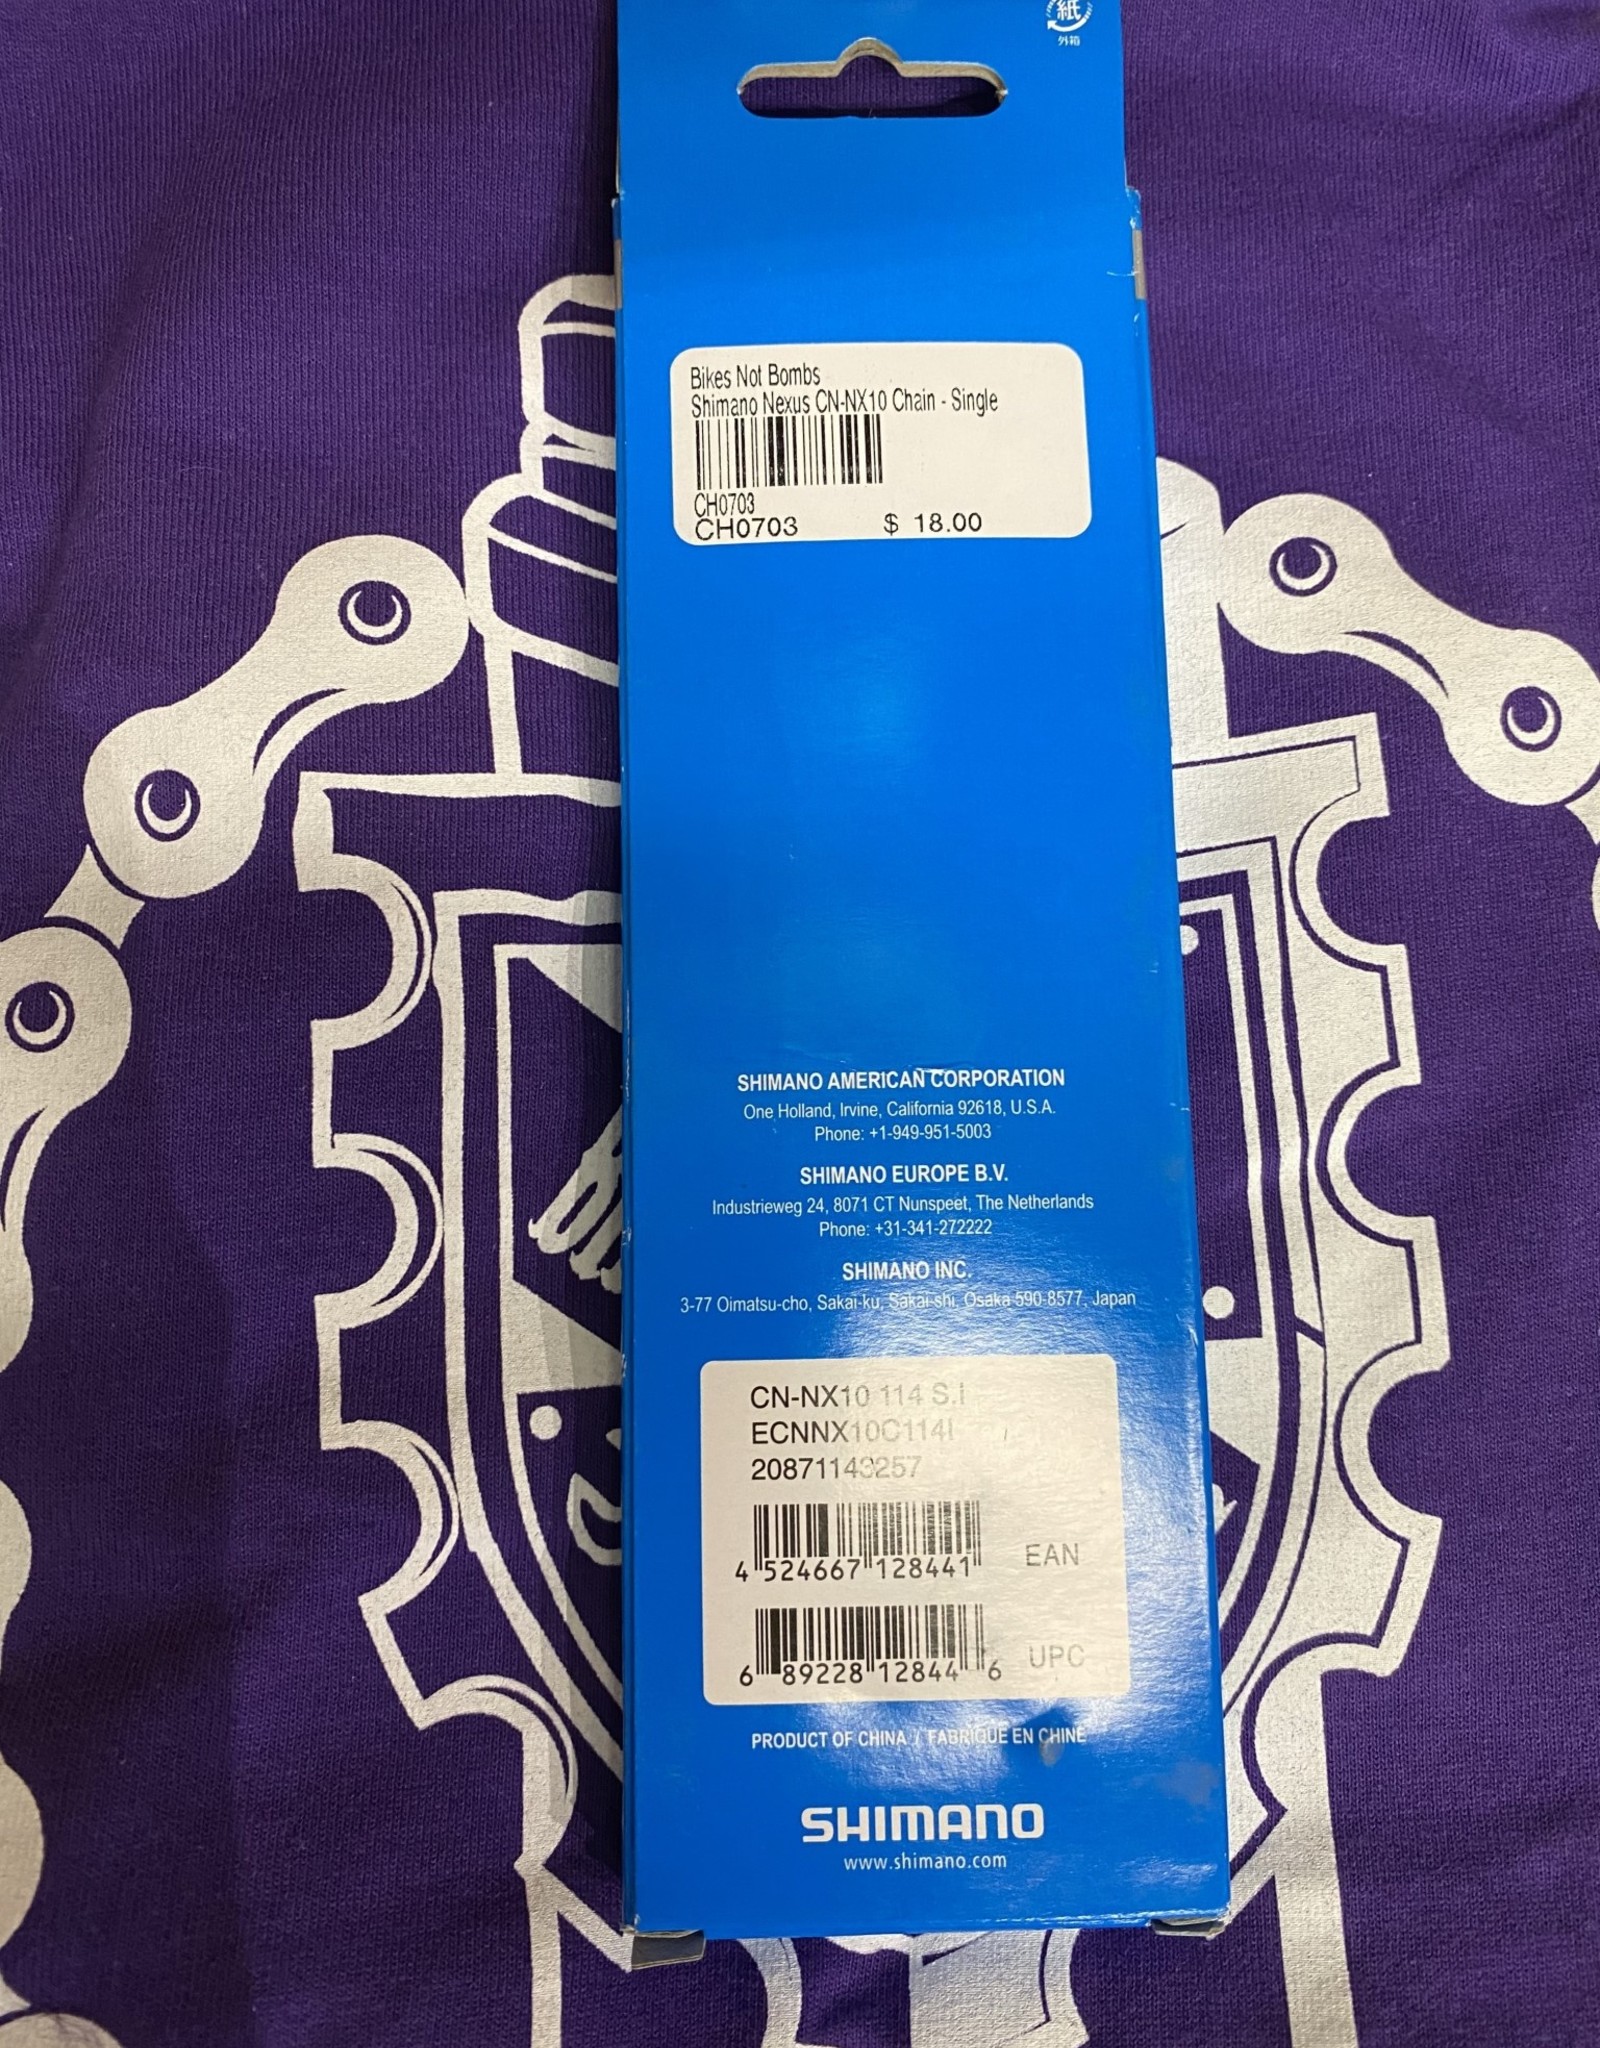 紙
外箱
Bikes Not Bombs
Shimano Nexus CN-NX10 Chain - Single
CH0703
CH0703 $ 18.00
SHIMANO AMERICAN CORPORATION
One Holland, Irvine, California 92618, U.S.A.
Phone: +1-949-951-5003
SHIMANO EUROPE B.V.
Industrieweg 24, 8071 CT Nunspeet, The Netherlands
Phone: +31-341-272222
SHIMANO INC.
3-77 Oimatsu-cho, Sakai-ku, Sakai-shi, Osaka 590-8577, Japan
CN-NX10 114 S.I
ECNNX10C114I
20871143257
4 524667 128441 EAN
6 89228 12844 6 UPC
PRODUCT OF CHINA / FABRIQUÉ EN CHINE
SHIMANO
www.shimano.com